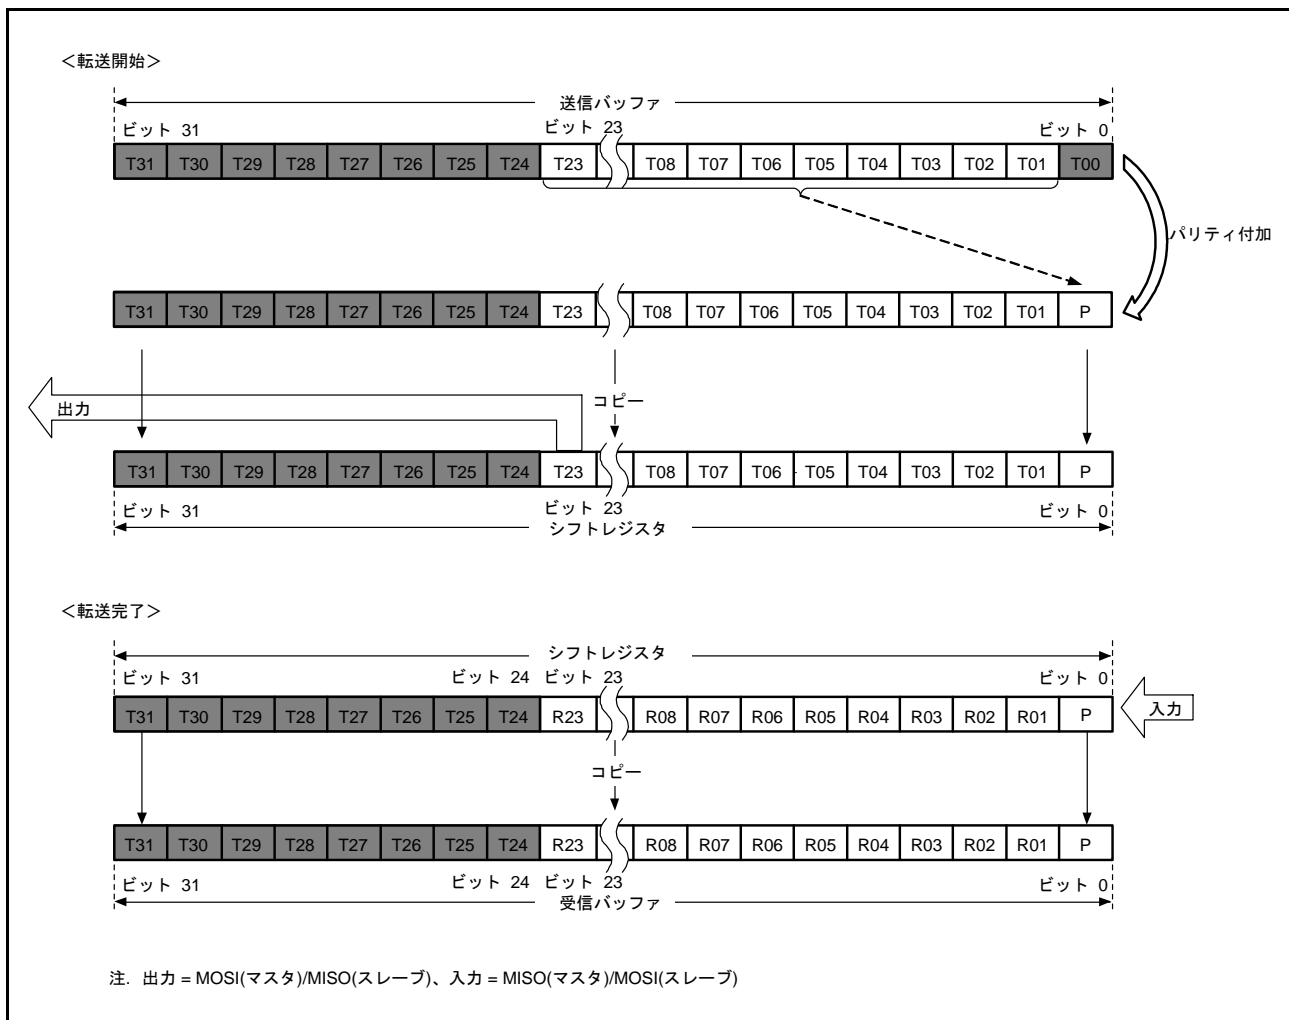 ＜転送開始＞
送信バッファ
ビット 31 ビット 23 ビット 0
T31 T30 T29 T28 T27 T26 T25 T24 T23 T08 T07 T06 T05 T04 T03 T02 T01 T00
パリティ付加
T31 T30 T29 T28 T27 T26 T25 T24 T23 T08 T07 T06 T05 T04 T03 T02 T01 P
出力 コピー
T31 T30 T29 T28 T27 T26 T25 T24 T23 T08 T07 T06 T05 T04 T03 T02 T01 P
ビット 31 ビット 23 ビット 0
シフトレジスタ
＜転送完了＞
シフトレジスタ
ビット 31 ビット 24 ビット 23 ビット 0
T31 T30 T29 T28 T27 T26 T25 T24 R23 R08 R07 R06 R05 R04 R03 R02 R01 P 入力
コピー
T31 T30 T29 T28 T27 T26 T25 T24 R23 R08 R07 R06 R05 R04 R03 R02 R01 P
ビット 31 ビット 24 ビット 23 ビット 0
受信バッファ
注. 出力 = MOSI(マスタ)/MISO(スレーブ)、入力 = MISO(マスタ)/MOSI(スレーブ)